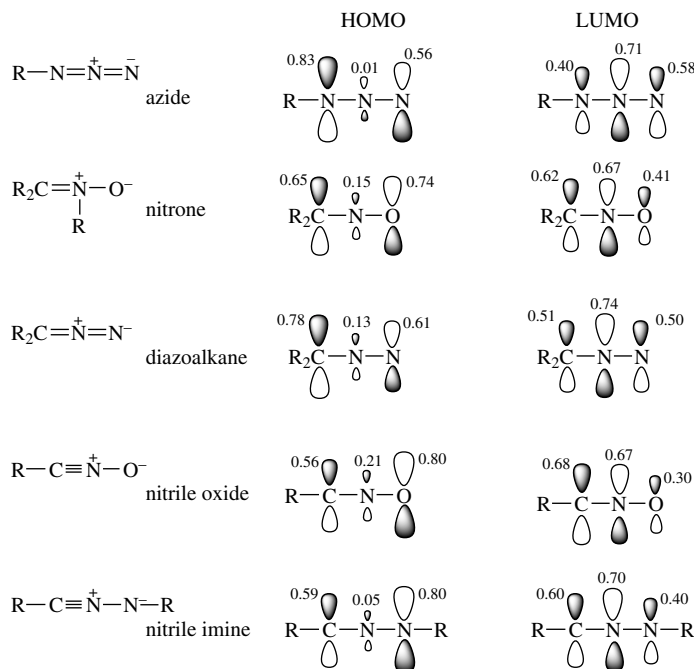 HOMO LUMO
R—N=N⁺=N⁻ azide
0.83 0.01 0.56
R—N—N—N
0.40 0.71 0.58
R—N—N—N
R₂C=N⁺—O⁻ nitrone
R
0.65 0.15 0.74
R₂C—N—O
0.62 0.67 0.41
R₂C—N—O
R₂C=N⁺=N⁻ diazoalkane
0.78 0.13 0.61
R₂C—N—N
0.51 0.74 0.50
R₂C—N—N
R—C≡N⁺—O⁻ nitrile oxide
0.56 0.21 0.80
R—C—N—O
0.68 0.67 0.30
R—C—N—O
R—C≡N⁺—N⁻—R nitrile imine
0.59 0.05 0.80
R—C—N—N—R
0.60 0.70 0.40
R—C—N—N—R